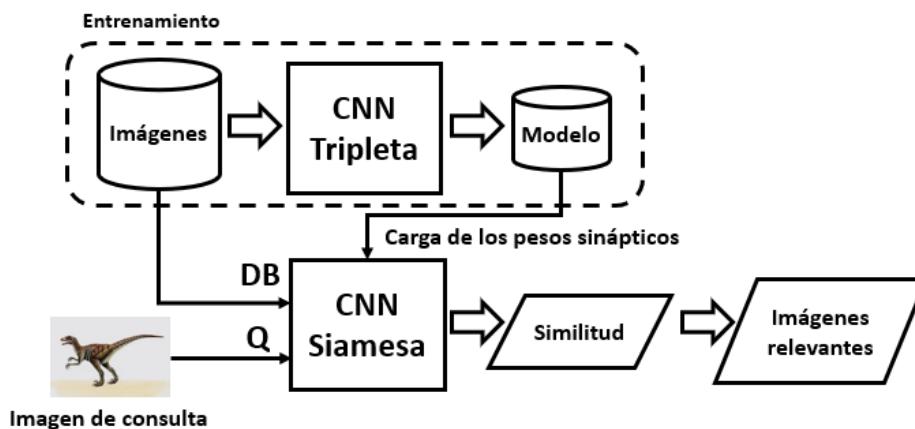 Entrenamiento
Imágenes
CNN
Tripleta
Modelo
Carga de los pesos sinápticos
DB
Q
CNN
Siamesa
Similitud
Imágenes
relevantes
Imagen de consulta